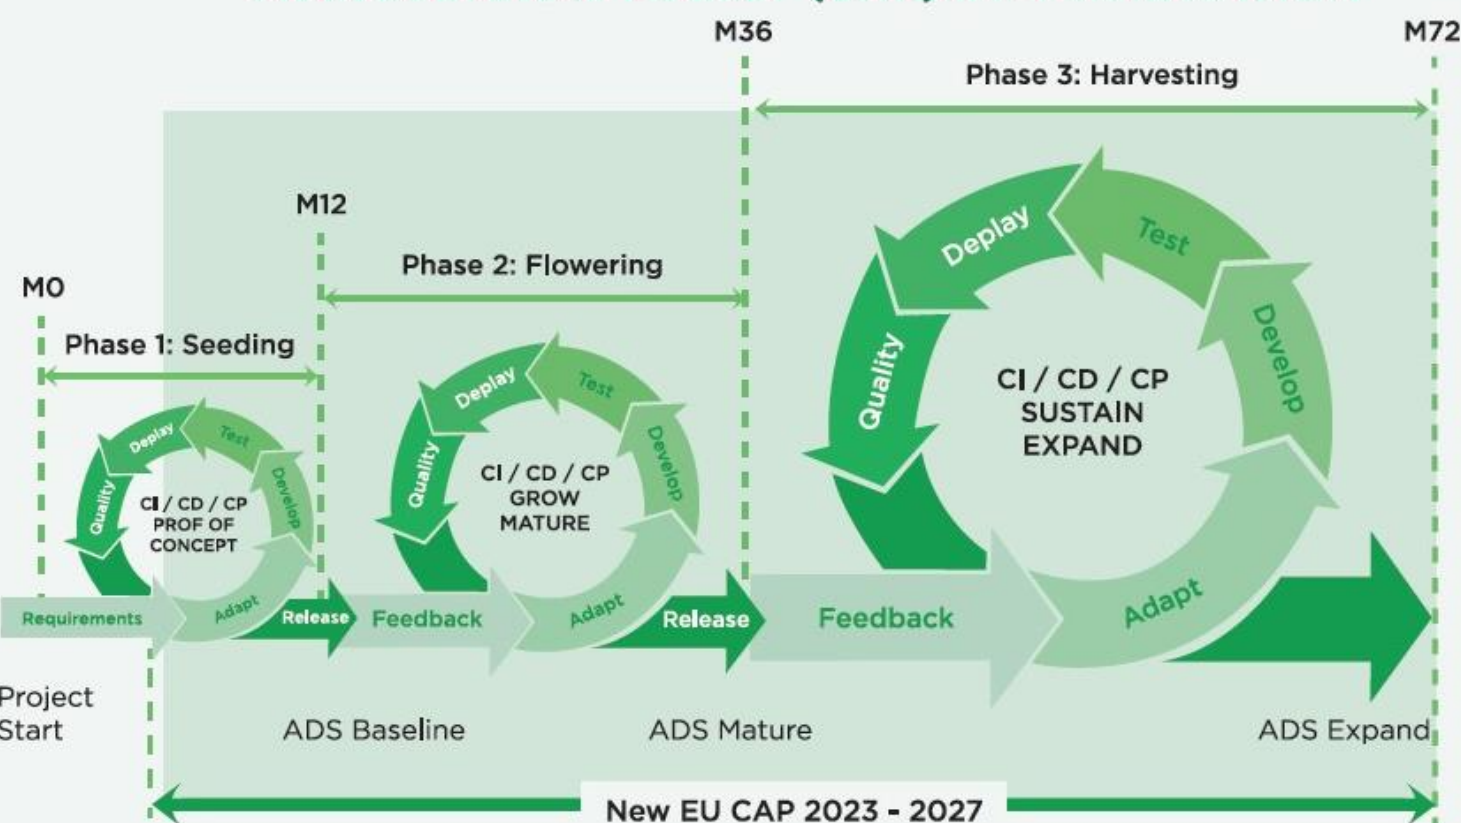 M36
M72
Phase 3: Harvesting
M12
Phase 2: Flowering
M0
Phase 1: Seeding
Deplay
Test
Quality
Develop
CI / CD / CP
SUSTAIN
EXPAND
Deplay
Test
Quality
Develop
CI / CD / CP
GROW
MATURE
Deplay
Test
Quality
Develop
CI / CD / CP
PROF OF
CONCEPT
Requirements
Adapt
Release
Feedback
Adapt
Release
Feedback
Adapt
Project
Start
ADS Baseline
ADS Mature
ADS Expand
New EU CAP 2023 - 2027